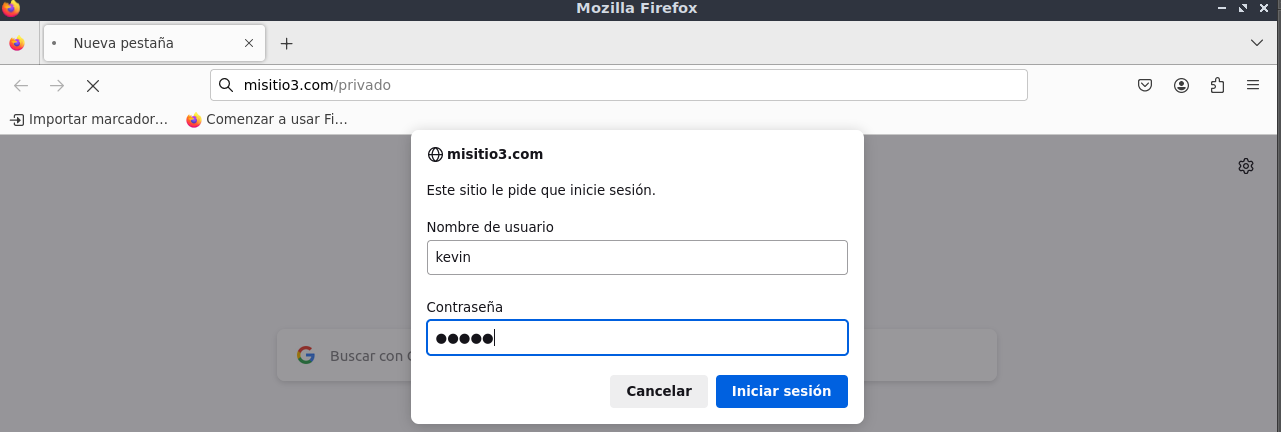 Mozilla Firefox
Nueva pestaña
misitio3.com/privado
Importar marcador… Comenzar a usar Fi…
misitio3.com
Este sitio le pide que inicie sesión.
Nombre de usuario
kevin
Contraseña
●●●●●
Buscar con G
Cancelar Iniciar sesión